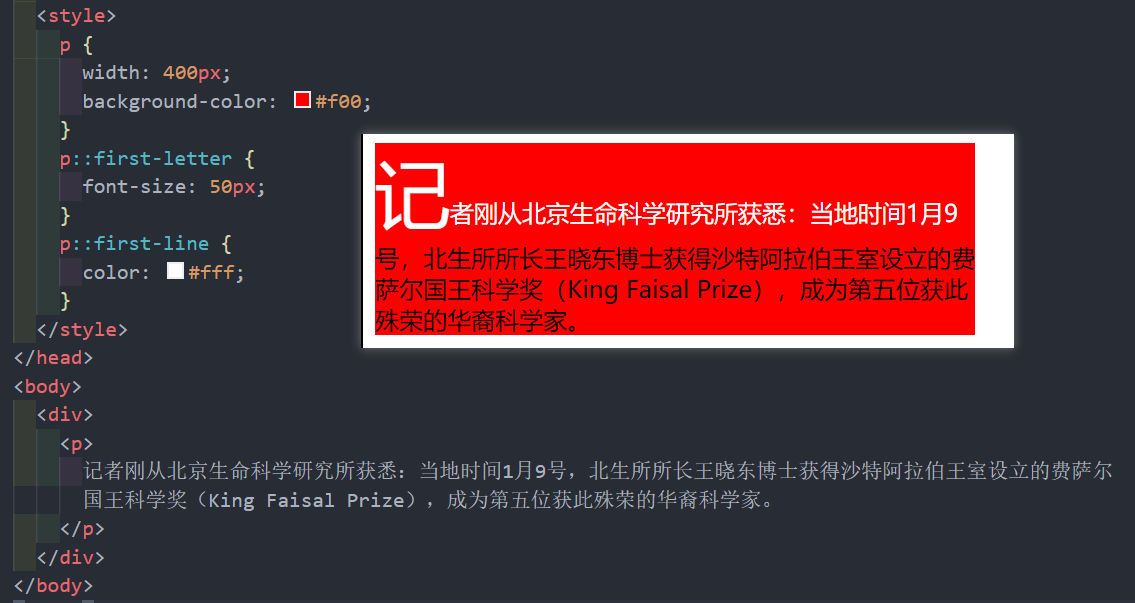 <style>
p {
width: 400px;
background-color: #f00;
}
p::first-letter {
font-size: 50px;
}
p::first-line {
color: #fff;
}
</style>
</head>
<body>
<div>
<p>
记者刚从北京生命科学研究所获悉：当地时间1月9号，北生所所长王晓东博士获得沙特阿拉伯王室设立的费萨尔
国王科学奖（King Faisal Prize），成为第五位获此殊荣的华裔科学家。
</p>
</div>
</body>
记者刚从北京生命科学研究所获悉：当地时间1月9
号，北生所所长王晓东博士获得沙特阿拉伯王室设立的费
萨尔国王科学奖（King Faisal Prize），成为第五位获此
殊荣的华裔科学家。